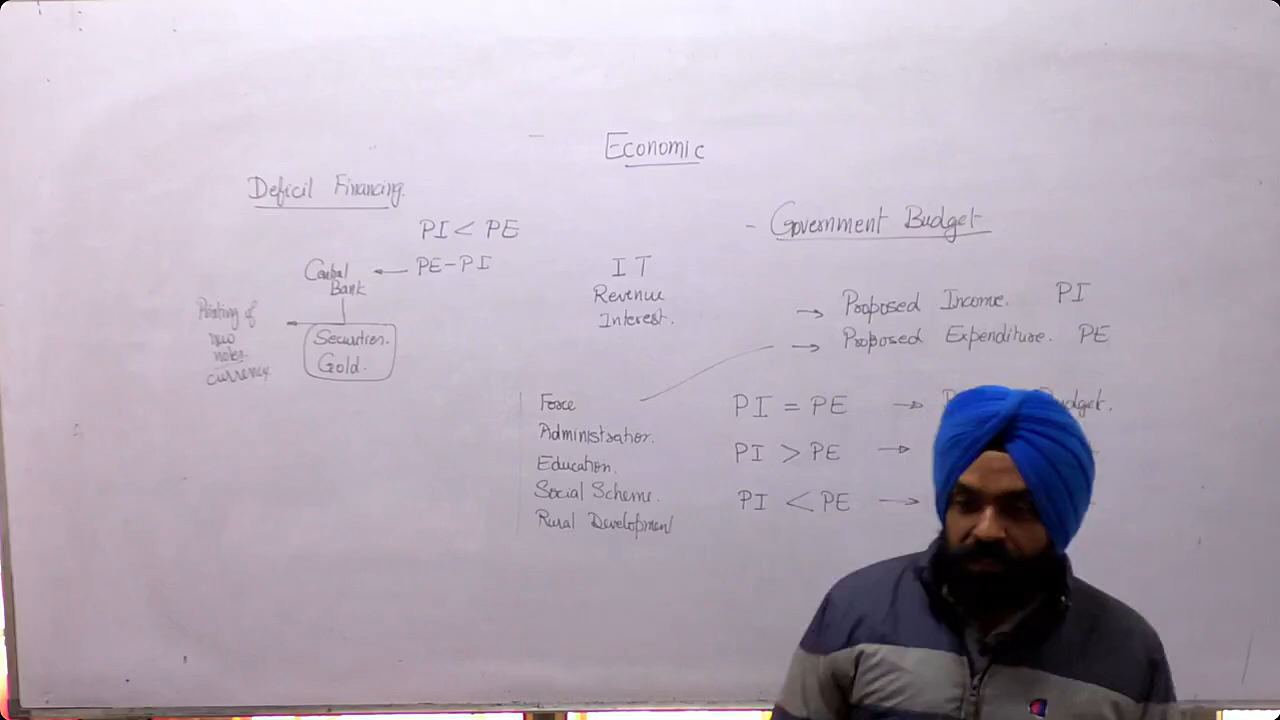 Economic
Deficil Financing.
PI < PE
PE-PI
Central
Bank
Printing of
new
notes.
currency
Securities.
Gold.
- Government Budget
I T
Revenue
Interest.
→ Proposed Income. PI
→ Proposed Expenditure. PE
Force
Administration.
Education.
Social Scheme.
Rural Development
PI = PE →
PI > PE →
PI < PE →